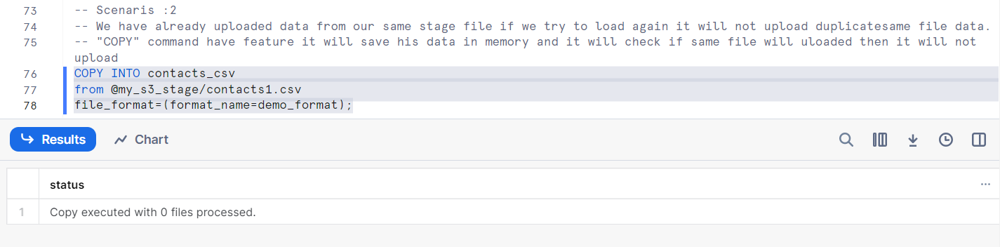 73 -- Scenaris :2
74 -- We have already uploaded data from our same stage file if we try to load again it will not upload duplicatesame file data.
75 -- "COPY" command have feature it will save his data in memory and it will check if same file will uloaded then it will not
upload
76 COPY INTO contacts_csv
77 from @my_s3_stage/contacts1.csv
78 file_format=(format_name=demo_format);
Results Chart
status ...
1 Copy executed with 0 files processed.